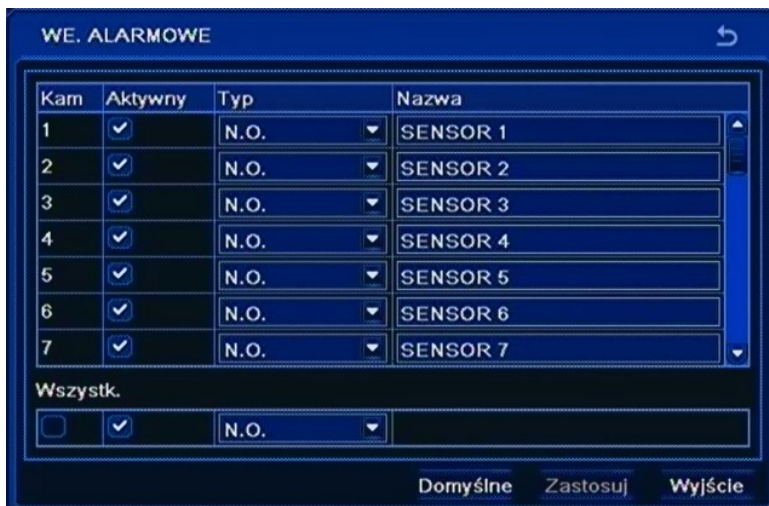 WE. ALARMOWE
Kam Aktywny Typ Nazwa
1 N.O. SENSOR 1
2 N.O. SENSOR 2
3 N.O. SENSOR 3
4 N.O. SENSOR 4
5 N.O. SENSOR 5
6 N.O. SENSOR 6
7 N.O. SENSOR 7
Wszystk.
N.O.
Domyślne Zastosuj Wyjście